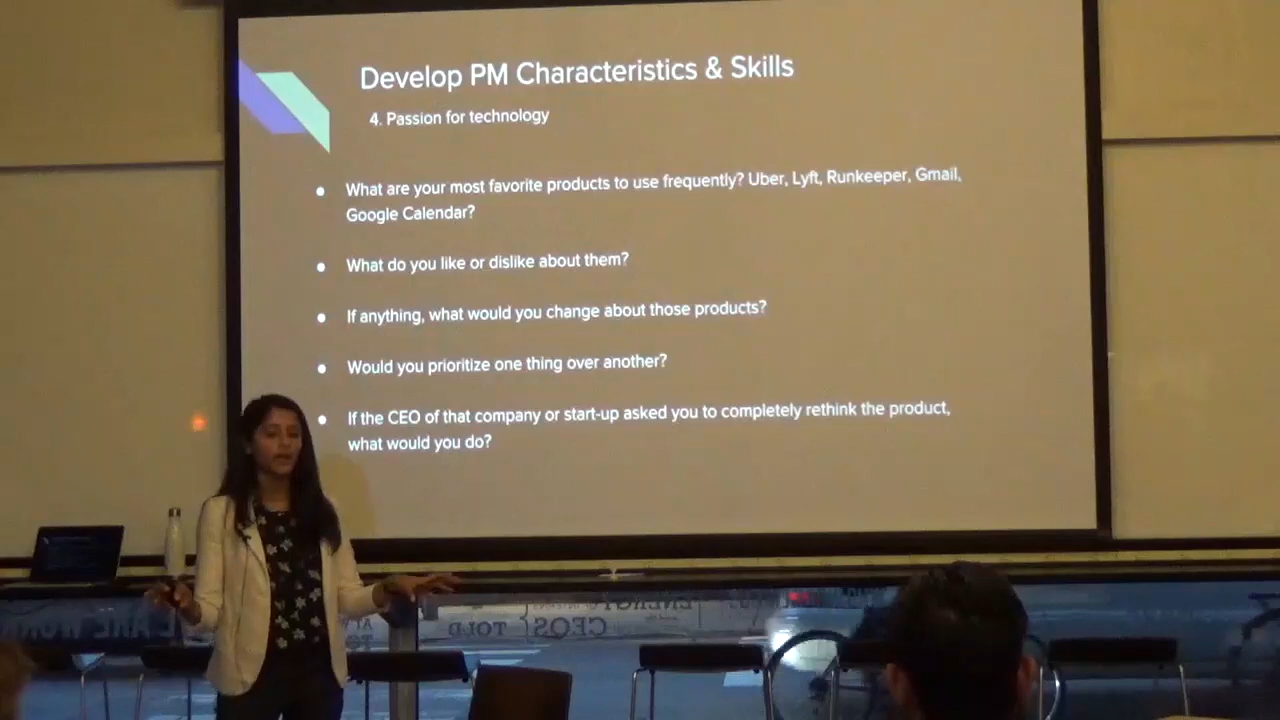 Develop PM Characteristics & Skills
4. Passion for technology
● What are your most favorite products to use frequently? Uber, Lyft, Runkeeper, Gmail,
Google Calendar?
● What do you like or dislike about them?
● If anything, what would you change about those products?
● Would you prioritize one thing over another?
● If the CEO of that company or start-up asked you to completely rethink the product,
what would you do?
ENERGY
TOLD CEOS